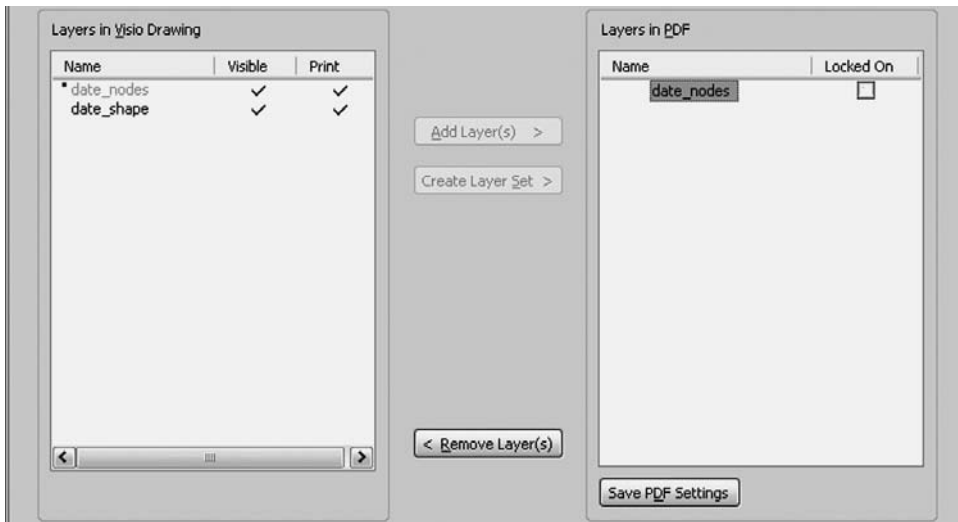 Layers in Visio Drawing
Name Visible Print
date_nodes
date_shape
Add Layer(s) >
Create Layer Set >
< Remove Layer(s)
Layers in PDF
Name Locked On
date_nodes
Save PDF Settings